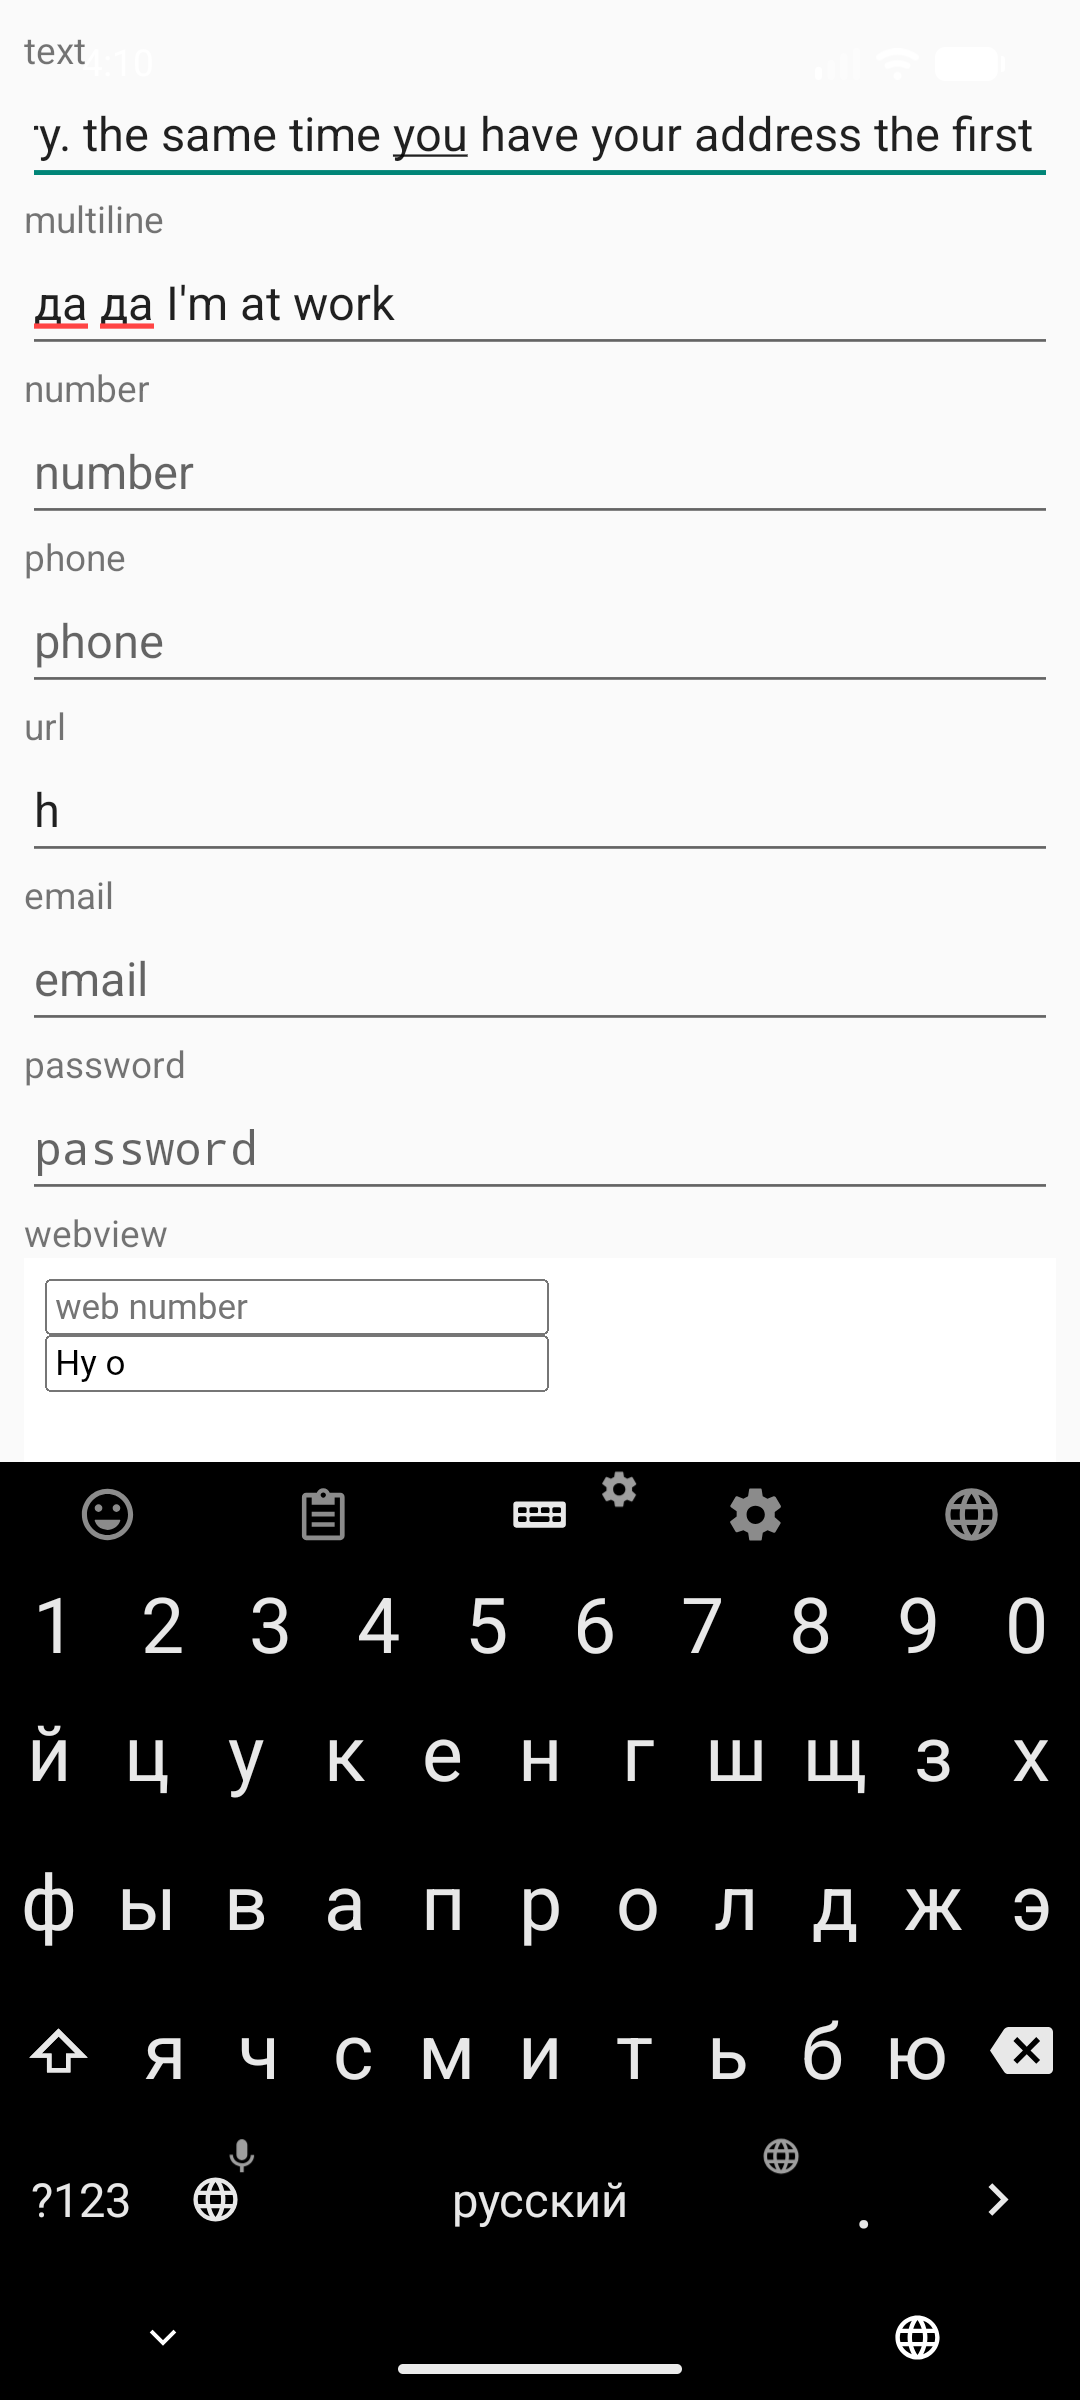 text
4:10
y. the same time you have your address the first
multiline
да да I'm at work
number
number
phone
phone
url
h
email
email
password
password
webview
web number
Ну о
1 2 3 4 5 6 7 8 9 0
й ц у к е н г ш щ з х
ф ы в а п р о л д ж э
я ч с м и т ь б ю
?123 русский .